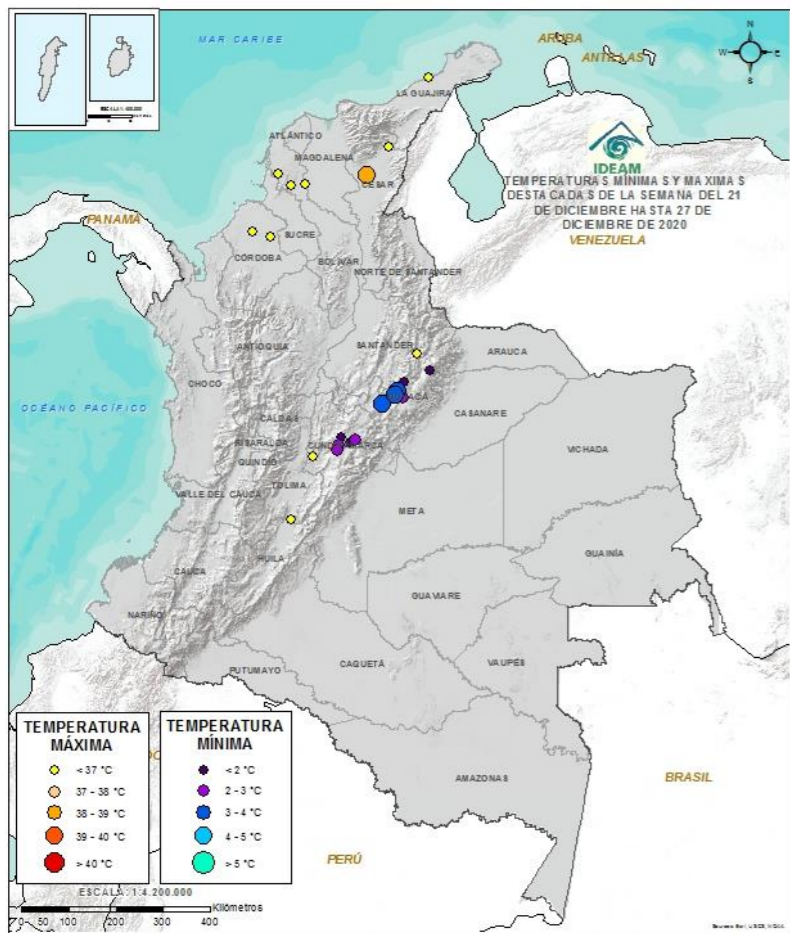 MAR CARIBE
ARUBA
ANTILLAS
N
W
E
S
LA GUAJIRA
ATLÁNTICO
MAGDALENA
CESAR
IDEAM
TEMPERATURAS MÍNIMAS Y MAXIMAS
DESTACADAS DE LA SEMANA DEL 21
DE DICIEMBRE HASTA 27 DE
DICIEMBRE DE 2020
PANAMÁ
VENEZUELA
SUCRE
CÓRDOBA
BOLÍVAR
NORTE DE SANTANDER
ANTIOQUIA
SANTANDER
ARAUCA
CHOCÓ
OCÉANO PACÍFICO
CASANARE
CALDAS
RISARALDA
VICHADA
QUINDÍO
TOLIMA
VALLE DEL CAUCA
META
GUAINÍA
HUILA
CAUCA
GUAVIARE
NARIÑO
CAQUETÁ
VAUPÉS
PUTUMAYO
AMAZONAS
BRASIL
PERÚ
TEMPERATURA
MÁXIMA
< 37 °C
37 - 38 °C
38 - 39 °C
39 - 40 °C
> 40 °C
TEMPERATURA
MÍNIMA
< 2 °C
2 - 3 °C
3 - 4 °C
4 - 5 °C
> 5 °C
ESCALA: 1:4.200.000
Kilómetros
0 50 100 200 300 400